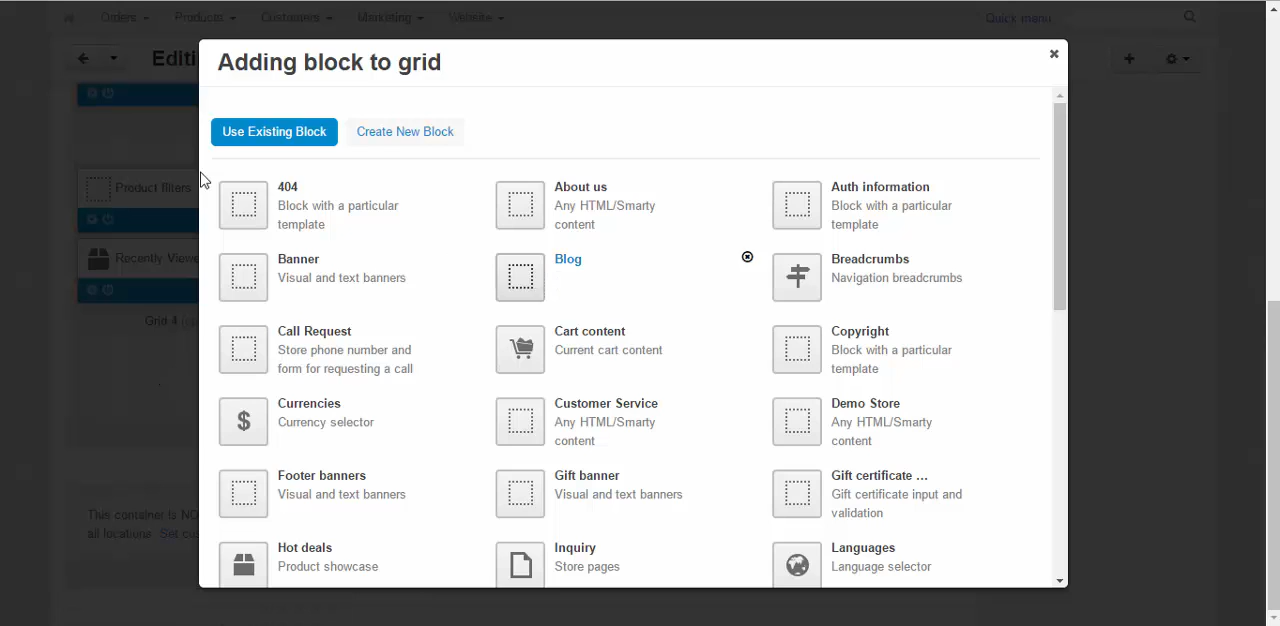 Orders Products Customers Marketing Website Quick menu
Editi
Adding block to grid
Use Existing Block Create New Block
Product filters
Recently Viewe
Grid 4
This container is NO
all locations. Set cus
404
Block with a particular
template
About us
Any HTML/Smarty
content
Auth information
Block with a particular
template
Banner
Visual and text banners
Blog
Breadcrumbs
Navigation breadcrumbs
Call Request
Store phone number and
form for requesting a call
Cart content
Current cart content
Copyright
Block with a particular
template
Currencies
Currency selector
Customer Service
Any HTML/Smarty
content
Demo Store
Any HTML/Smarty
content
Footer banners
Visual and text banners
Gift banner
Visual and text banners
Gift certificate ...
Gift certificate input and
validation
Hot deals
Product showcase
Inquiry
Store pages
Languages
Language selector